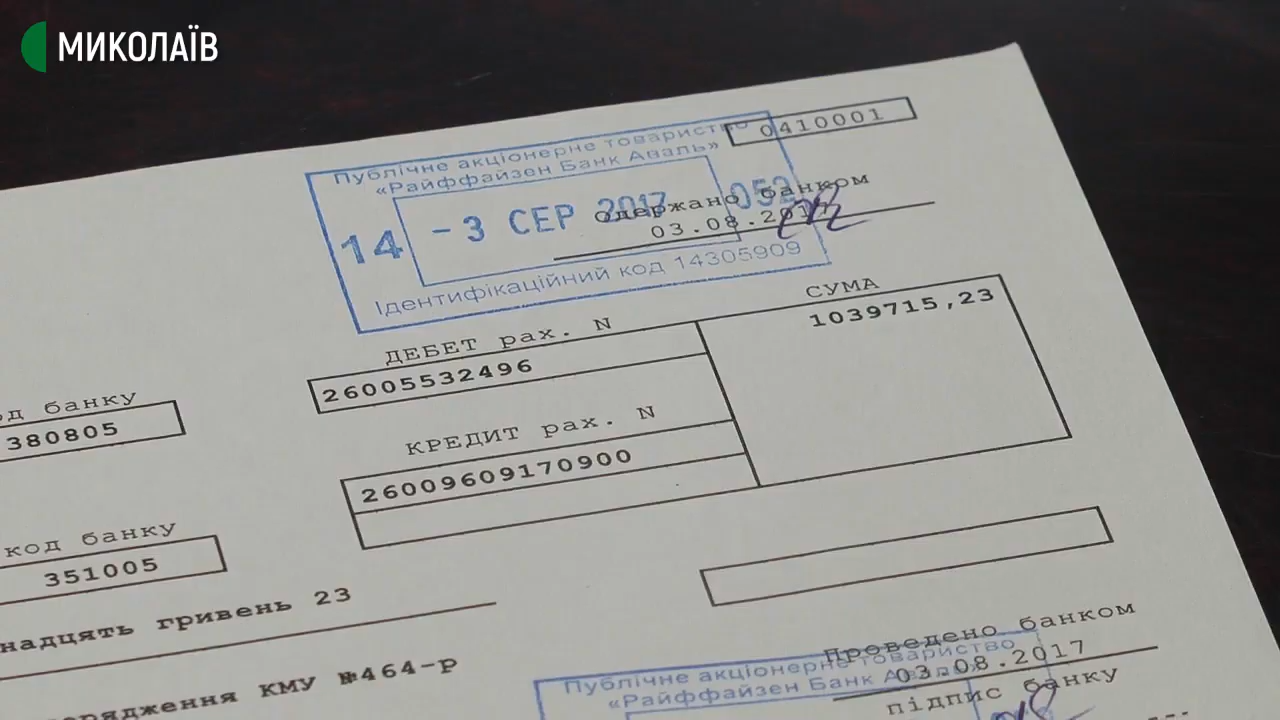 МИКОЛАЇВ
0410001
Публічне акціонерне товариство
«Райффайзен Банк Аваль»
14 - 3 СЕР 2017 052
Одержано банком
03.08.2017
Ідентифікаційний код 14305909
СУМА
1039715,23
ДЕБЕТ рах. N
26005532496
код банку
380805
КРЕДИТ рах. N
26009609170900
код банку
351005
надцять гривень 23
КМУ №464-р
Проведено банком
Публічне акціонерне товариство
03.08.2017
«Райффайзен Банк Аваль»
підпис банку